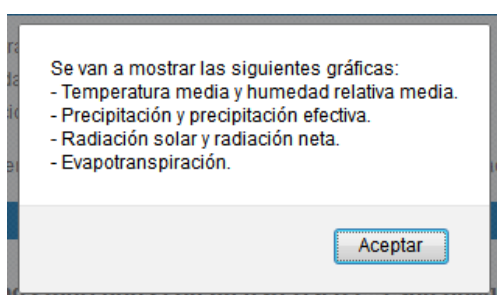 Se van a mostrar las siguientes gráficas:
- Temperatura media y humedad relativa media.
- Precipitación y precipitación efectiva.
- Radiación solar y radiación neta.
- Evapotranspiración.
Aceptar